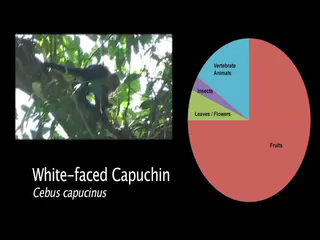 Vertebrate
Animals
Insects
Leaves / Flowers
Fruits
White-faced Capuchin
Cebus capucinus